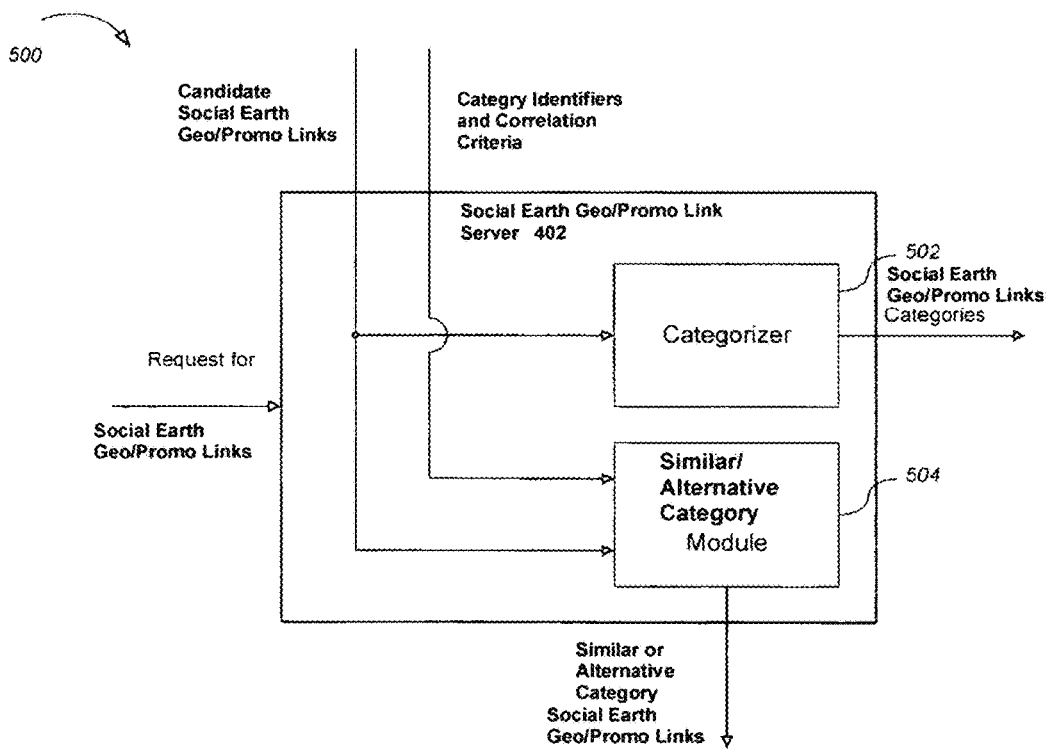 500
Candidate
Social Earth
Geo/Promo Links
Categry Identifiers
and Correlation
Criteria
Social Earth Geo/Promo Link
Server 402
502
Social Earth
Geo/Promo Links
Categories
Categorizer
Request for
Social Earth
Geo/Promo Links
Similar/
Alternative
Category
Module
504
Similar or
Alternative
Category
Social Earth
Geo/Promo Links